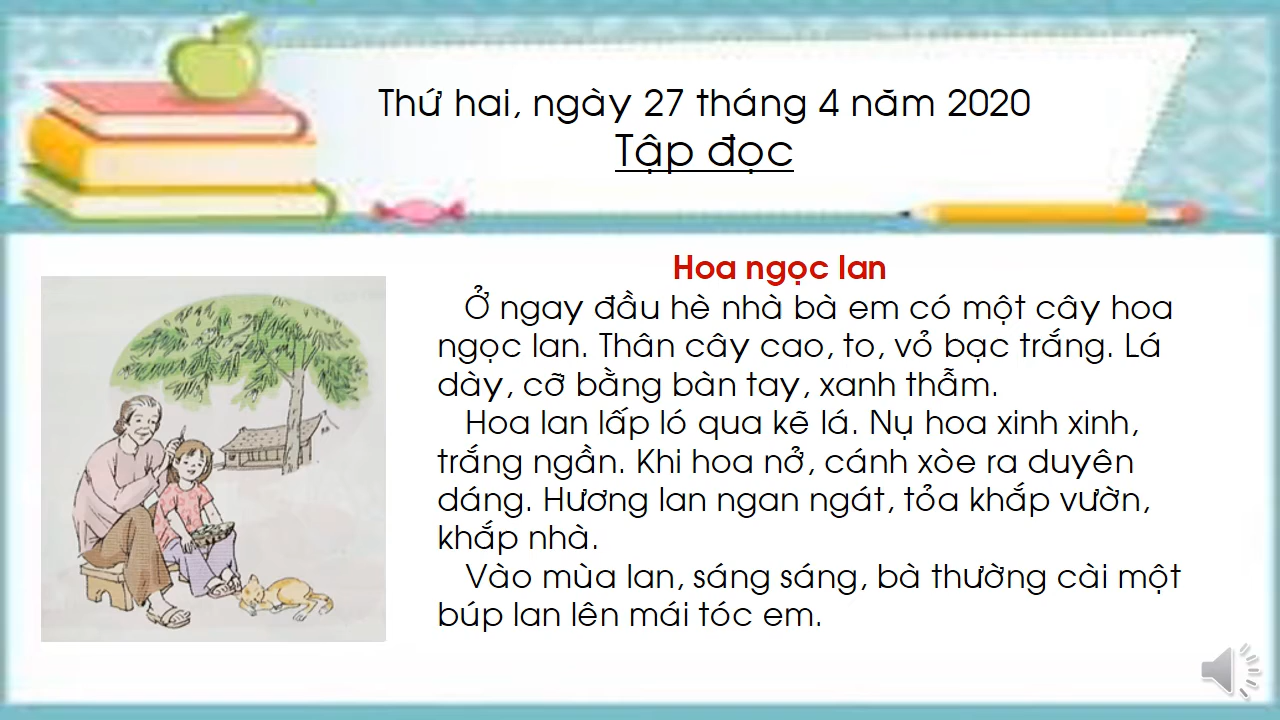 Thứ hai, ngày 27 tháng 4 năm 2020
Tập đọc
Hoa ngọc lan
Ở ngay đầu hè nhà bà em có một cây hoa
ngọc lan. Thân cây cao, to, vỏ bạc trắng. Lá
dày, cỡ bằng bàn tay, xanh thẫm.
Hoa lan lấp ló qua kẽ lá. Nụ hoa xinh xinh,
trắng ngần. Khi hoa nở, cánh xòe ra duyên
dáng. Hương lan ngan ngát, tỏa khắp vườn,
khắp nhà.
Vào mùa lan, sáng sáng, bà thường cài một
búp lan lên mái tóc em.